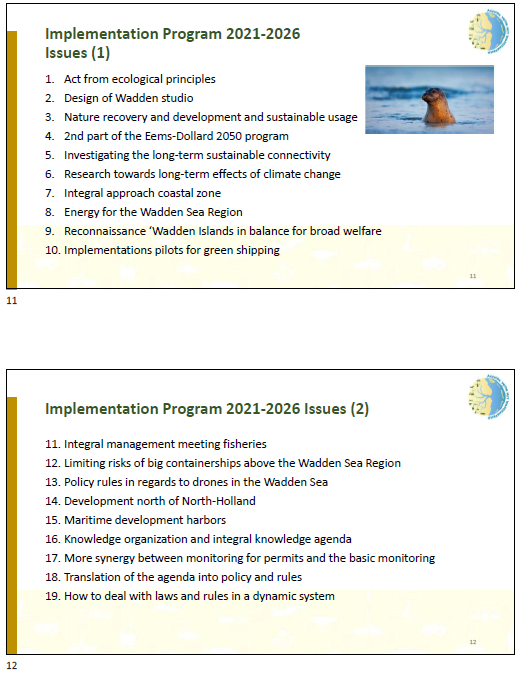 Implementation Program 2021-2026
Issues (1)
1. Act from ecological principles
2. Design of Wadden studio
3. Nature recovery and development and sustainable usage
4. 2nd part of the Eems-Dollard 2050 program
5. Investigating the long-term sustainable connectivity
6. Research towards long-term effects of climate change
7. Integral approach coastal zone
8. Energy for the Wadden Sea Region
9. Reconnaissance ‘Wadden Islands in balance for broad welfare
10. Implementations pilots for green shipping
11
11
Implementation Program 2021-2026 Issues (2)
11. Integral management meeting fisheries
12. Limiting risks of big containerships above the Wadden Sea Region
13. Policy rules in regards to drones in the Wadden Sea
14. Development north of North-Holland
15. Maritime development harbors
16. Knowledge organization and integral knowledge agenda
17. More synergy between monitoring for permits and the basic monitoring
18. Translation of the agenda into policy and rules
19. How to deal with laws and rules in a dynamic system
12
12